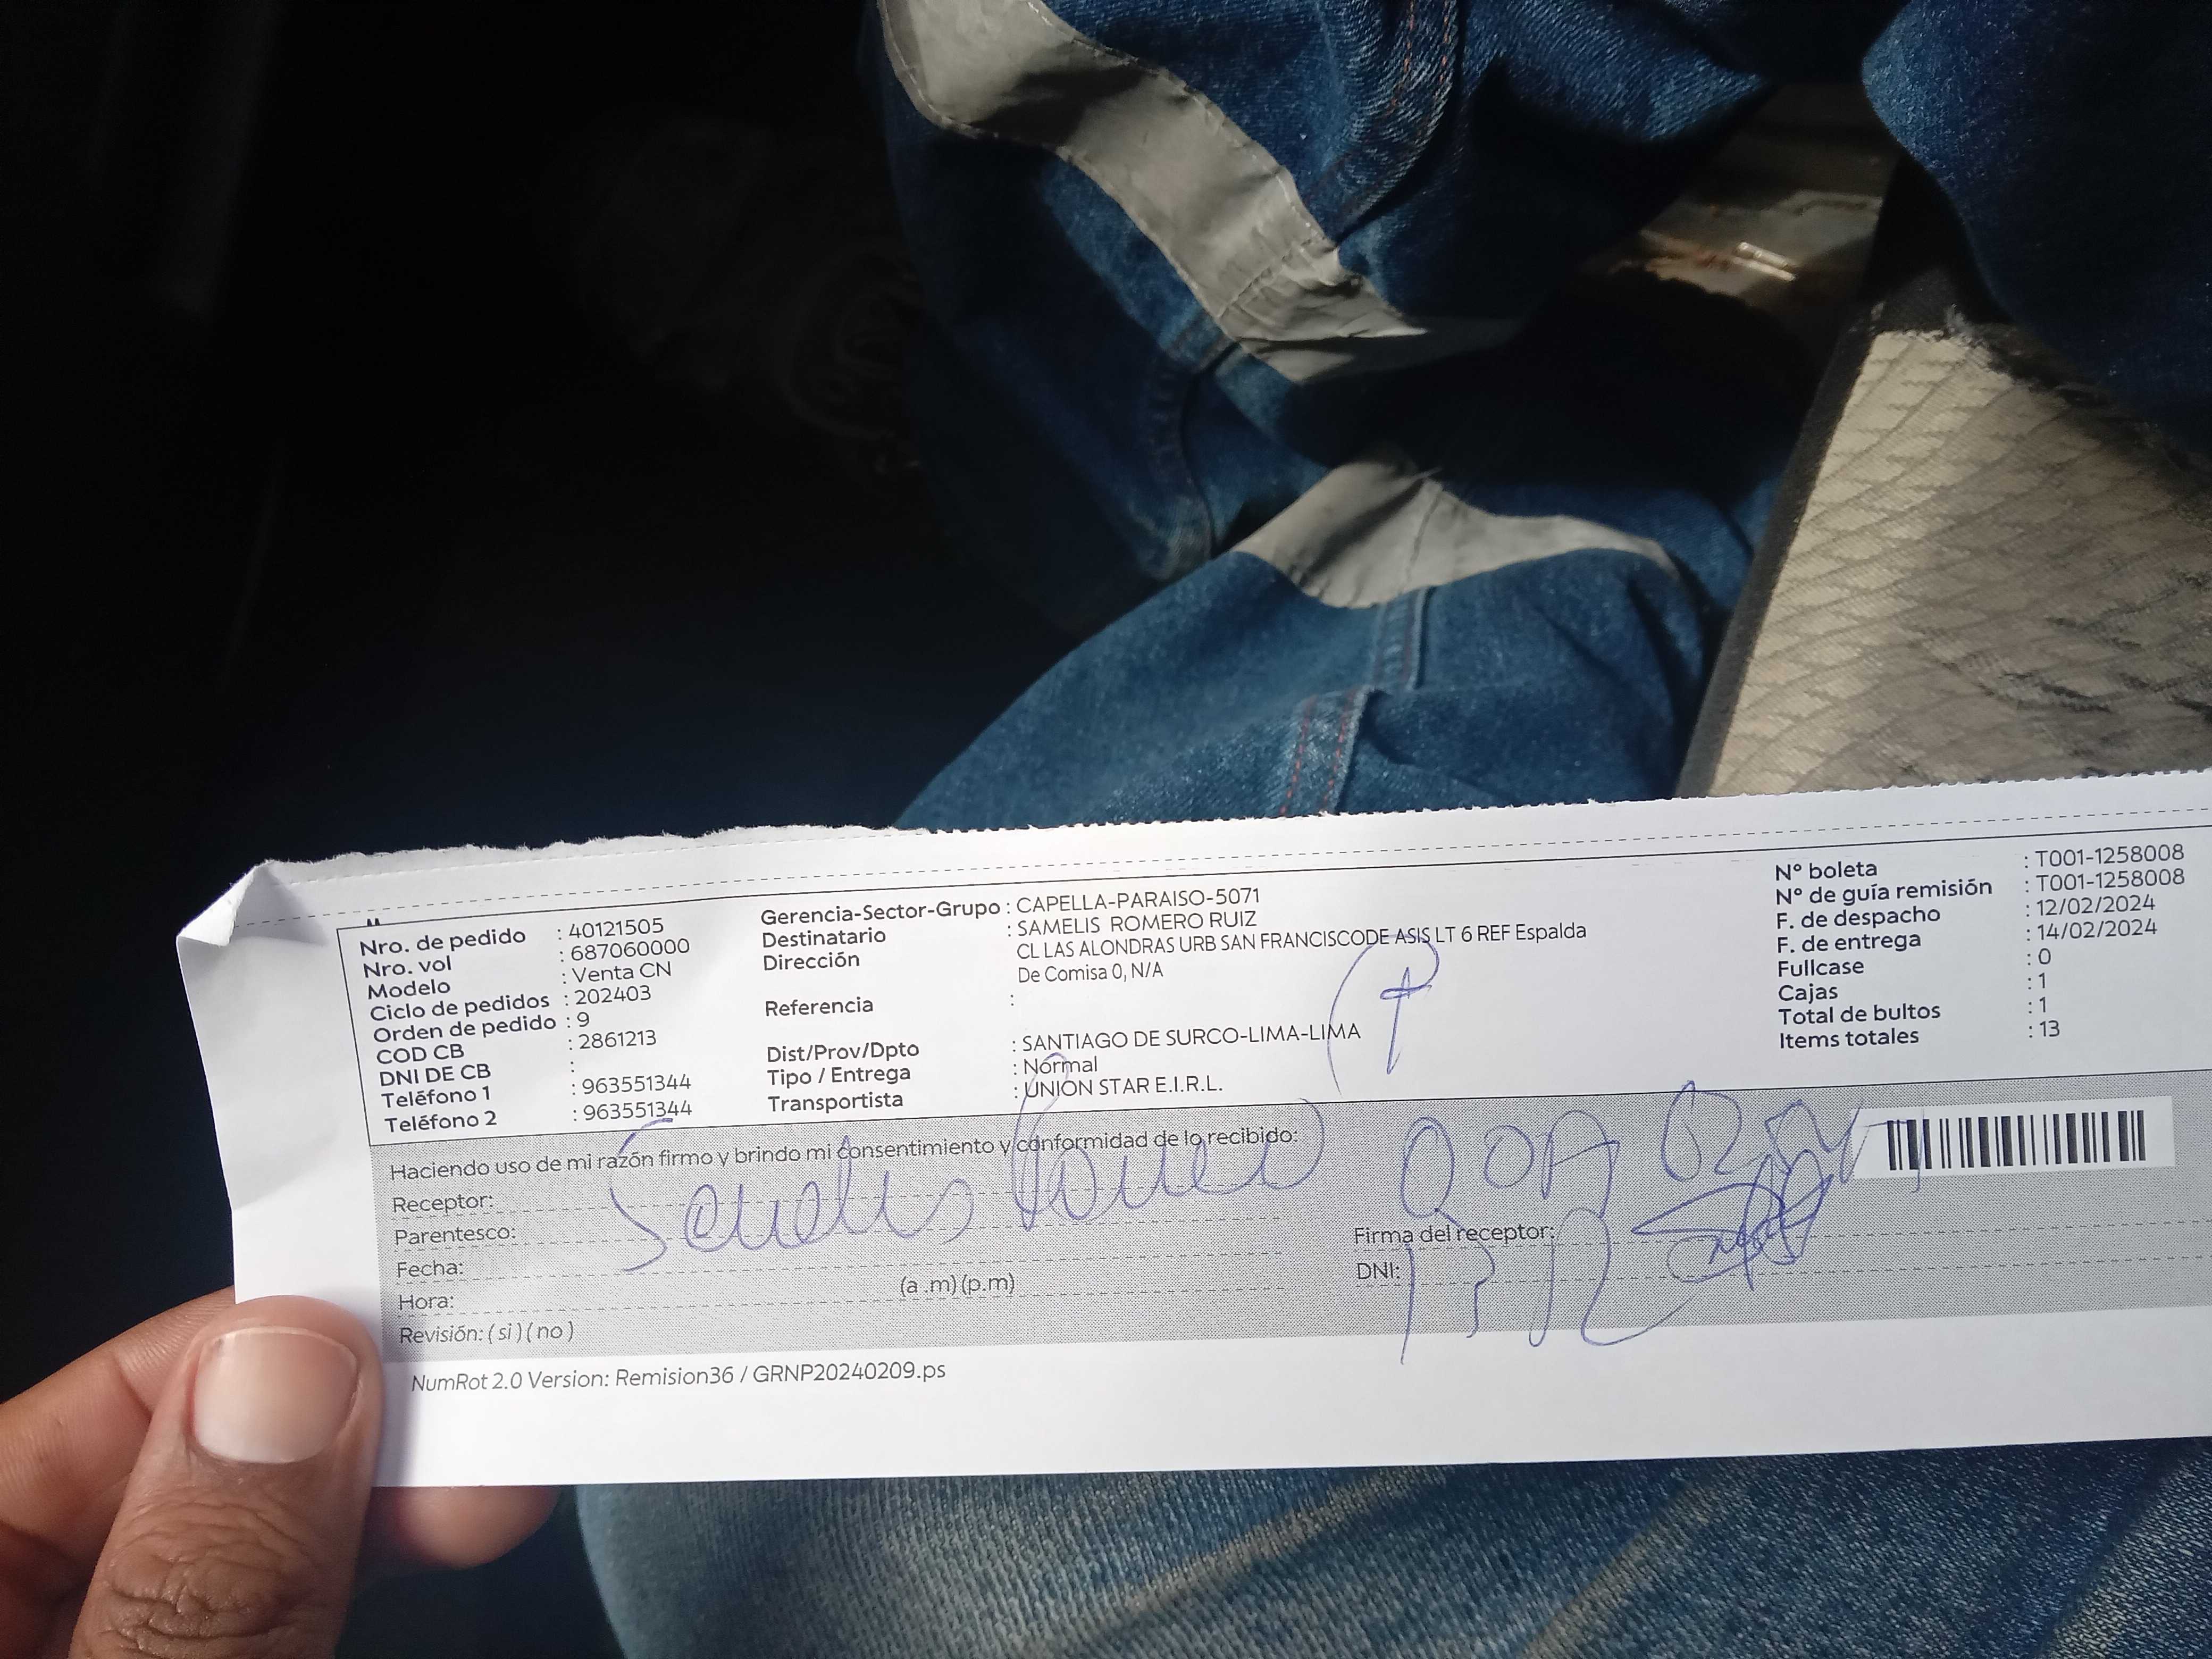 Nro. de pedido : 40121505
Nro. vol : 687060000
Modelo : Venta CN
Ciclo de pedidos : 202403
Orden de pedido : 9
COD CB : 2861213
DNI DE CB :
Teléfono 1 : 963551344
Teléfono 2 : 963551344
Gerencia-Sector-Grupo : CAPELLA-PARAISO-5071
Destinatario : SAMELIS ROMERO RUIZ
Dirección CL LAS ALONDRAS URB SAN FRANCISCODE ASIS LT 6 REF Espalda
De Comisa 0, N/A
Referencia :
Dist/Prov/Dpto : SANTIAGO DE SURCO-LIMA-LIMA
Tipo / Entrega : Normal
Transportista : UNION STAR E.I.R.L.
N° boleta : T001-1258008
N° de guía remisión : T001-1258008
F. de despacho : 12/02/2024
F. de entrega : 14/02/2024
Fullcase : 0
Cajas : 1
Total de bultos : 1
Items totales : 13
Haciendo uso de mi razón firmo y brindo mi consentimiento y conformidad de lo recibido:
Receptor:
Parentesco:
Fecha:
Hora: (a .m) (p.m)
Revisión: ( si ) ( no )
Firma del receptor:
DNI:
NumRot 2.0 Version: Remision36 / GRNP20240209.ps